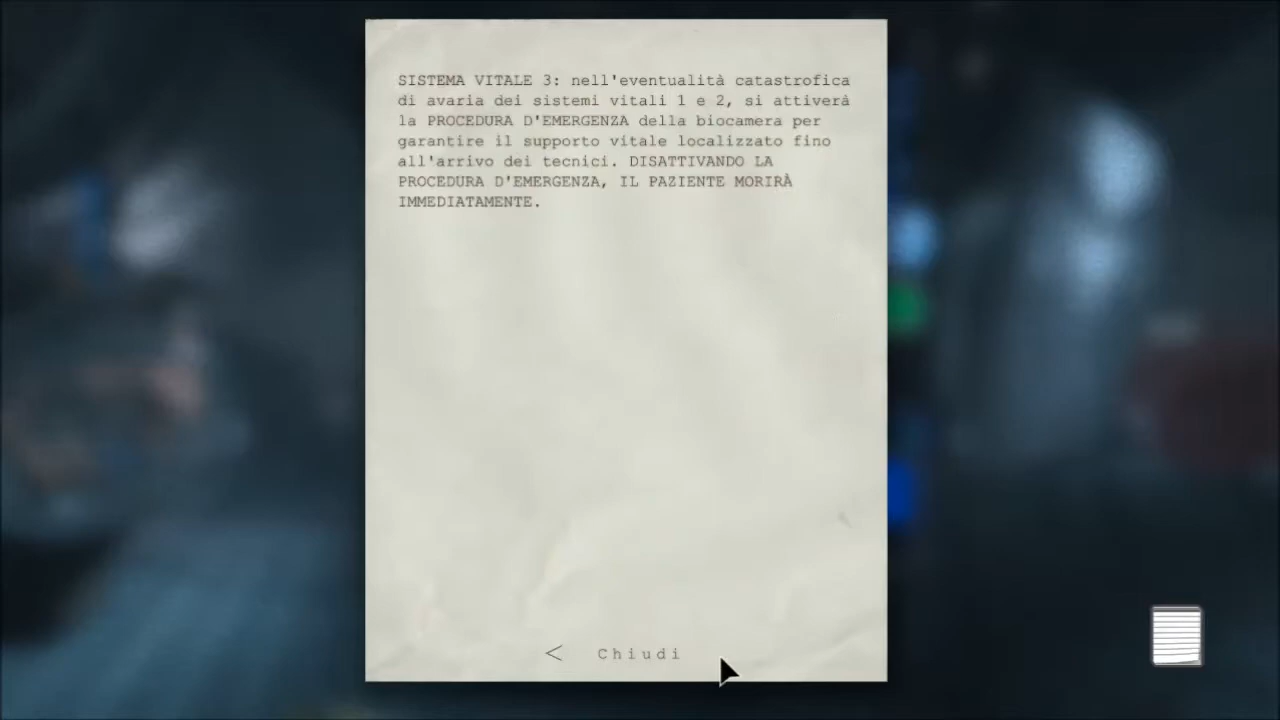 SISTEMA VITALE 3: nell'eventualità catastrofica
di avaria dei sistemi vitali 1 e 2, si attiverà
la PROCEDURA D'EMERGENZA della biocamera per
garantire il supporto vitale localizzato fino
all'arrivo dei tecnici. DISATTIVANDO LA
PROCEDURA D'EMERGENZA, IL PAZIENTE MORIRÀ
IMMEDIATAMENTE.
< Chiudi